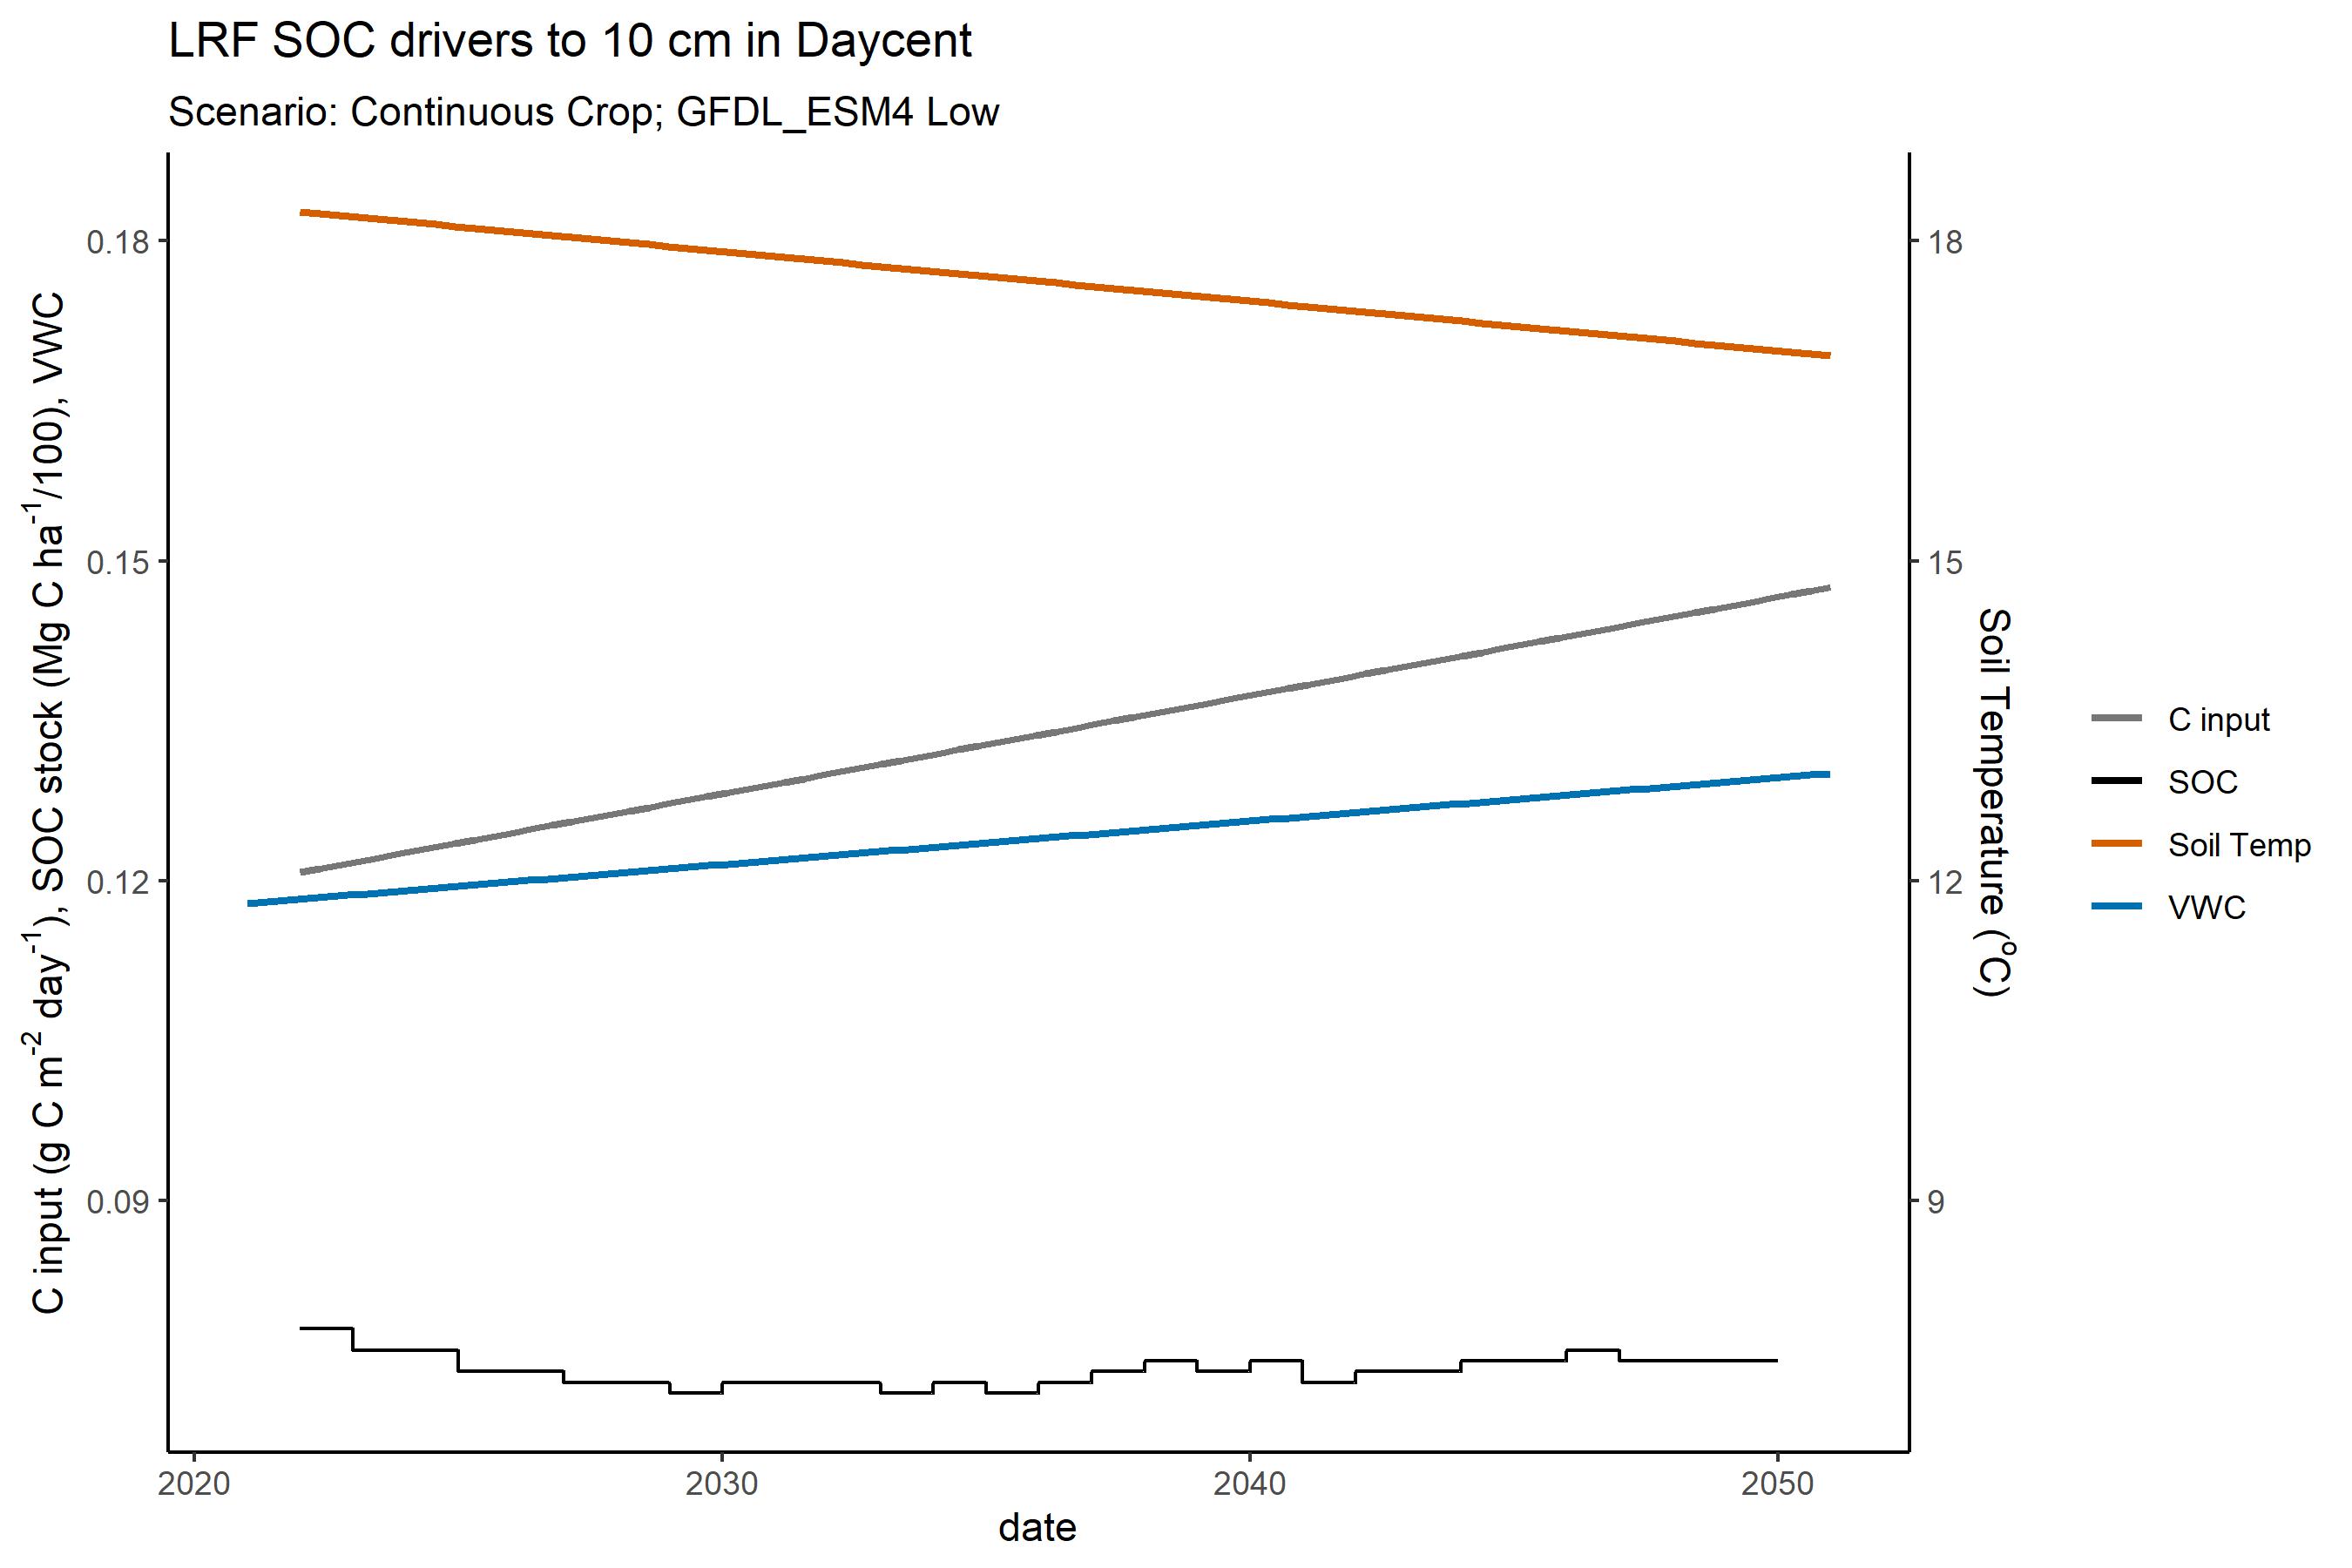 LRF SOC drivers to 10 cm in Daycent
Scenario: Continuous Crop; GFDL_ESM4 Low
C input (g C m-2 day-1), SOC stock (Mg C ha-1/100), VWC
0.18
0.15
0.12
0.09
18
15
12
9
Soil Temperature (oC)
C input
SOC
Soil Temp
VWC
2020 2030 2040 2050
date